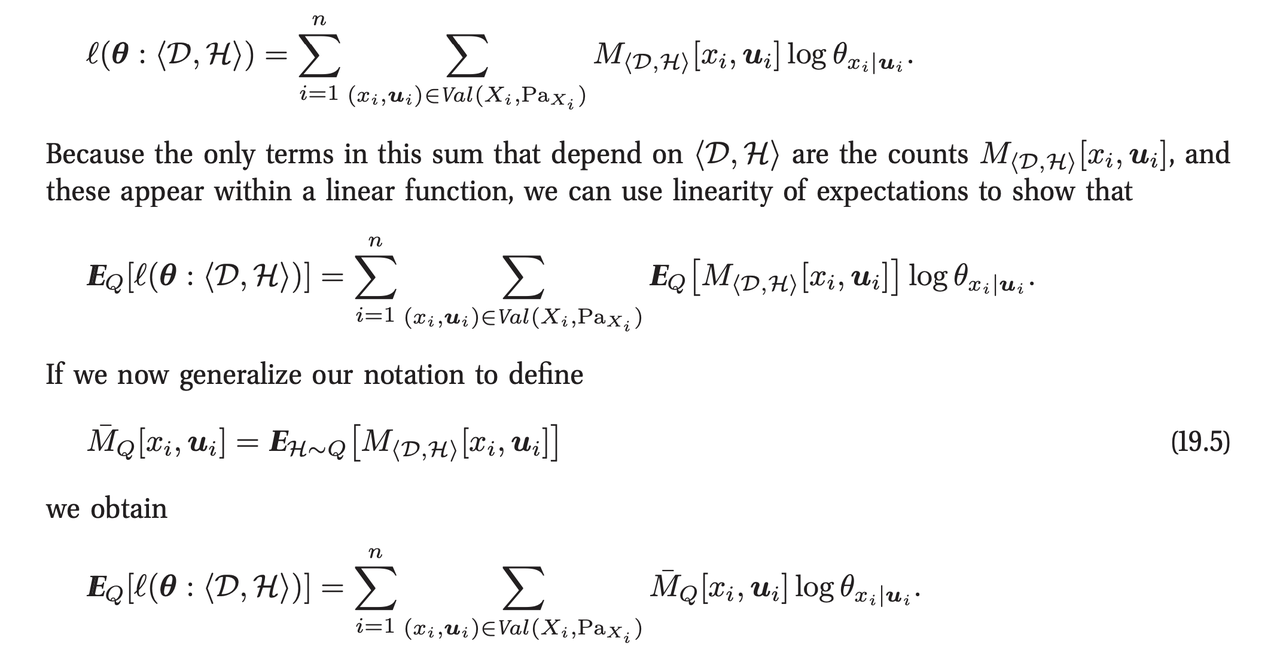 ℓ(θ : ⟨𝒟, ℋ⟩) = ∑_{i=1}^{n} ∑_{(x_i,u_i)∈Val(X_i,Pa_{X_i})} M_{⟨𝒟,ℋ⟩}[x_i, u_i] log θ_{x_i|u_i}.
Because the only terms in this sum that depend on ⟨𝒟, ℋ⟩ are the counts M_{⟨𝒟,ℋ⟩}[x_i, u_i], and
these appear within a linear function, we can use linearity of expectations to show that
E_Q[ℓ(θ : ⟨𝒟, ℋ⟩)] = ∑_{i=1}^{n} ∑_{(x_i,u_i)∈Val(X_i,Pa_{X_i})} E_Q[M_{⟨𝒟,ℋ⟩}[x_i, u_i]] log θ_{x_i|u_i}.
If we now generalize our notation to define
M̄_Q[x_i, u_i] = E_{ℋ∼Q}[M_{⟨𝒟,ℋ⟩}[x_i, u_i]] (19.5)
we obtain
E_Q[ℓ(θ : ⟨𝒟, ℋ⟩)] = ∑_{i=1}^{n} ∑_{(x_i,u_i)∈Val(X_i,Pa_{X_i})} M̄_Q[x_i, u_i] log θ_{x_i|u_i}.